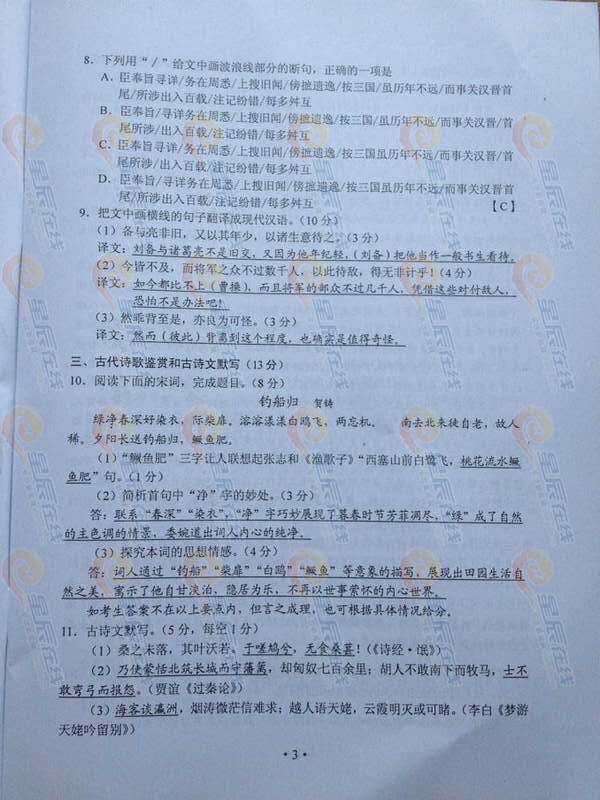 8．下列用“/”给文中画波浪线部分的断句，正确的一项是
A．臣奉旨寻详/务在周悉/上搜旧闻/傍摭遗逸/按三国/虽历年不远/而事关汉晋首
尾/所涉出入百载/注记纷错/每多舛互
B．臣奉旨/寻详务在周悉/上搜旧闻/傍摭遗逸/按三国/虽历年不远/而事关汉晋/首
尾所涉/出入百载/注记纷错/每多舛互
C．臣奉旨寻详/务在周悉/上搜旧闻/傍摭遗逸/按三国虽历年不远/而事关汉晋/首
尾所涉/出入百载/注记纷错/每多舛互
D．臣奉旨/寻详务在周悉/上搜旧闻/傍摭遗逸/按三国虽历年不远/而事关汉晋首
尾/所涉出入百载/注记纷错/每多舛互 【C】
9．把文中画横线的句子翻译成现代汉语。（10分）
（1）备与亮非旧，又以其年少，以诸生意待之。（3分）
译文：刘备与诸葛亮不是旧交，又因为他年纪轻，（刘备）把他当作一般书生看待。
（2）今皆不及，而将军之众不过数千人，以此待敌，得无非计乎！（4分）
译文：如今都比不上（曹操），而且将军的部众不过几千人，凭借这些对付敌人，
恐怕不是办法吧！
（3）然乖背至是，亦良为可怪。（3分）
译文：然而（彼此）背离到这个程度，也确实是值得奇怪。
三、古代诗歌鉴赏和古诗文默写（13分）
10．阅读下面的宋词，完成题目。（8分）
钓船归 贺铸
绿净春深好染衣，际柴扉。溶溶漾漾白鸥飞，两忘机。 南去北来徒自老，故人
稀。夕阳长送钓船归，鳜鱼肥。
（1）“鳜鱼肥”三字让人联想起张志和《渔歌子》“西塞山前白鹭飞，桃花流水鳜
鱼肥”句。（1分）
（2）简析首句中“净”字的妙处。（3分）
答：联系“春深”“染衣”，“净”字巧妙展现了暮春时节芳菲凋尽，“绿”成了自然
的主色调的情景，委婉道出词人内心的纯净。
（3）探究本词的思想情感。（4分）
答：词人通过“钓船”“柴扉”“白鸥”“鳜鱼”等意象的描写，展现出田园生活自
然之美，寓示了他自甘淡泊，隐居为乐，不再以世事萦怀的内心世界。
如考生答案不在以上要点内，但言之成理，也可根据具体情况给分。
11．古诗文默写。（5分，每空1分）
（1）桑之未落，其叶沃若。于嗟鸠兮，无食桑葚！（《诗经·氓》）
（2）乃使蒙恬北筑长城而守藩篱，却匈奴七百余里；胡人不敢南下而牧马，士不
敢弯弓而报怨。（贾谊《过秦论》）
（3）海客谈瀛洲，烟涛微茫信难求；越人语天姥，云霞明灭或可睹。（李白《梦游
天姥吟留别》）
·3·
星辰在线